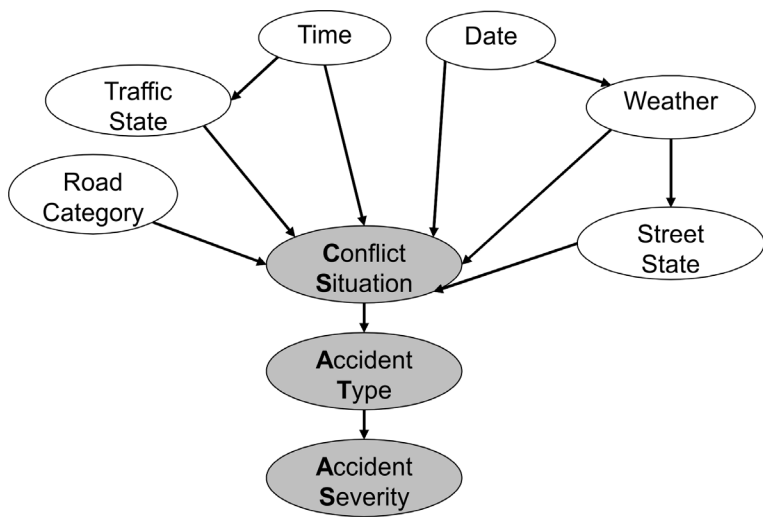 Time
Date
Traffic
State
Weather
Road
Category
Street
State
Conflict
Situation
Accident
Type
Accident
Severity